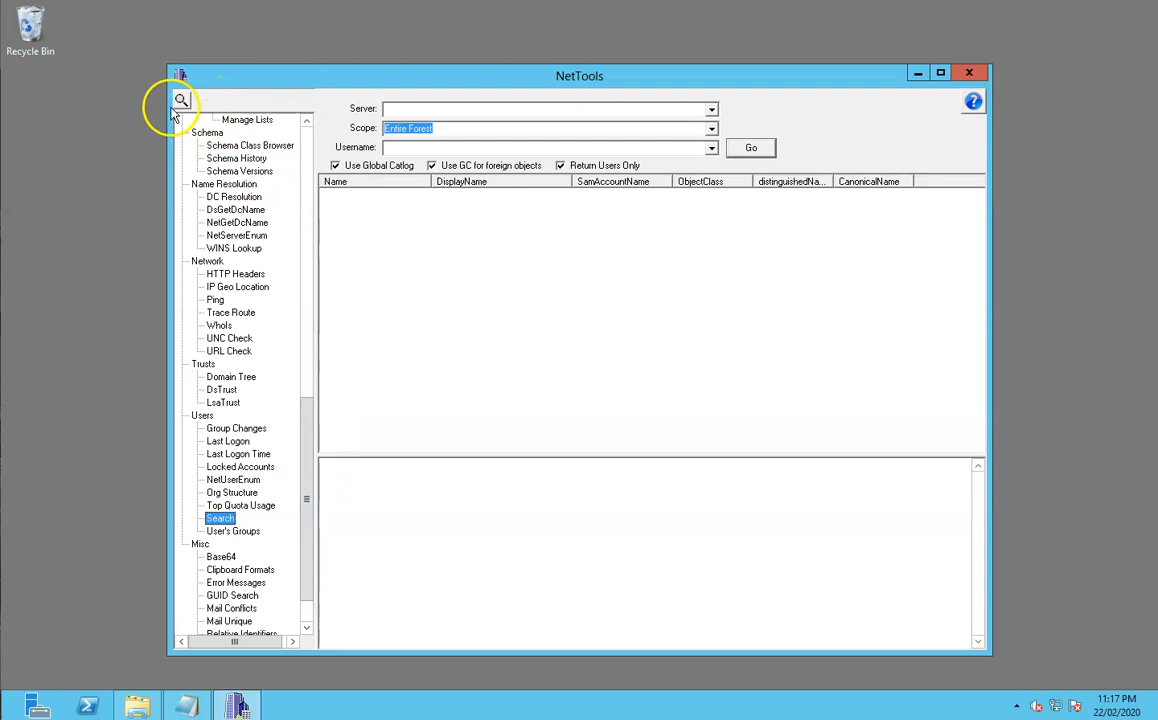 Recycle Bin
NetTools
Manage Lists
Schema
Schema Class Browser
Schema History
Schema Versions
Name Resolution
DC Resolution
DsGetDcName
NetGetDcName
NetServerEnum
WINS Lookup
Network
HTTP Headers
IP Geo Location
Ping
Trace Route
WhoIs
UNC Check
URL Check
Trusts
Domain Tree
DsTrust
LsaTrust
Users
Group Changes
Last Logon
Last Logon Time
Locked Accounts
NetUserEnum
Org Structure
Top Quota Usage
Search
User's Groups
Misc
Base64
Clipboard Formats
Error Messages
GUID Search
Mail Conflicts
Mail Unique
Relative Identifiers
Server:
Scope: Entire Forest
Username: Go
Use Global Catlog Use GC for foreign objects Return Users Only
Name DisplayName SamAccountName ObjectClass distinguishedNa... CanonicalName
11:17 PM
22/02/2020